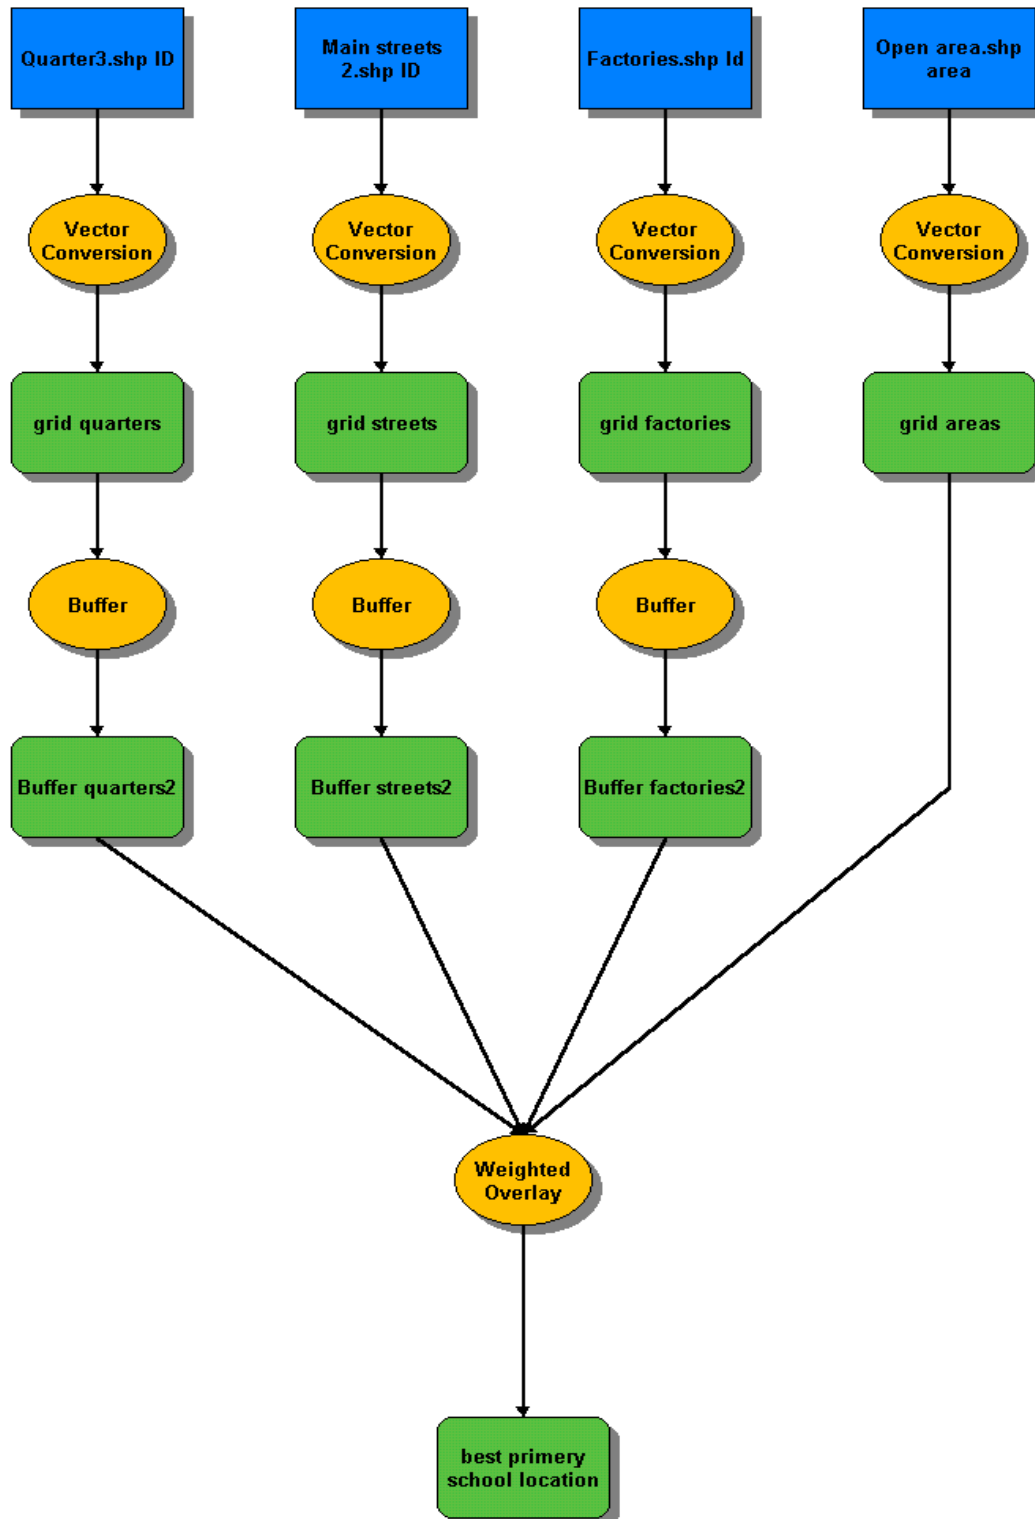 Quarter3.shp ID
Main streets
2.shp ID
Factories.shp Id
Open area.shp
area
Vector
Conversion
Vector
Conversion
Vector
Conversion
Vector
Conversion
grid quarters
grid streets
grid factories
grid areas
Buffer
Buffer
Buffer
Buffer quarters2
Buffer streets2
Buffer factories2
Weighted
Overlay
best primery
school location